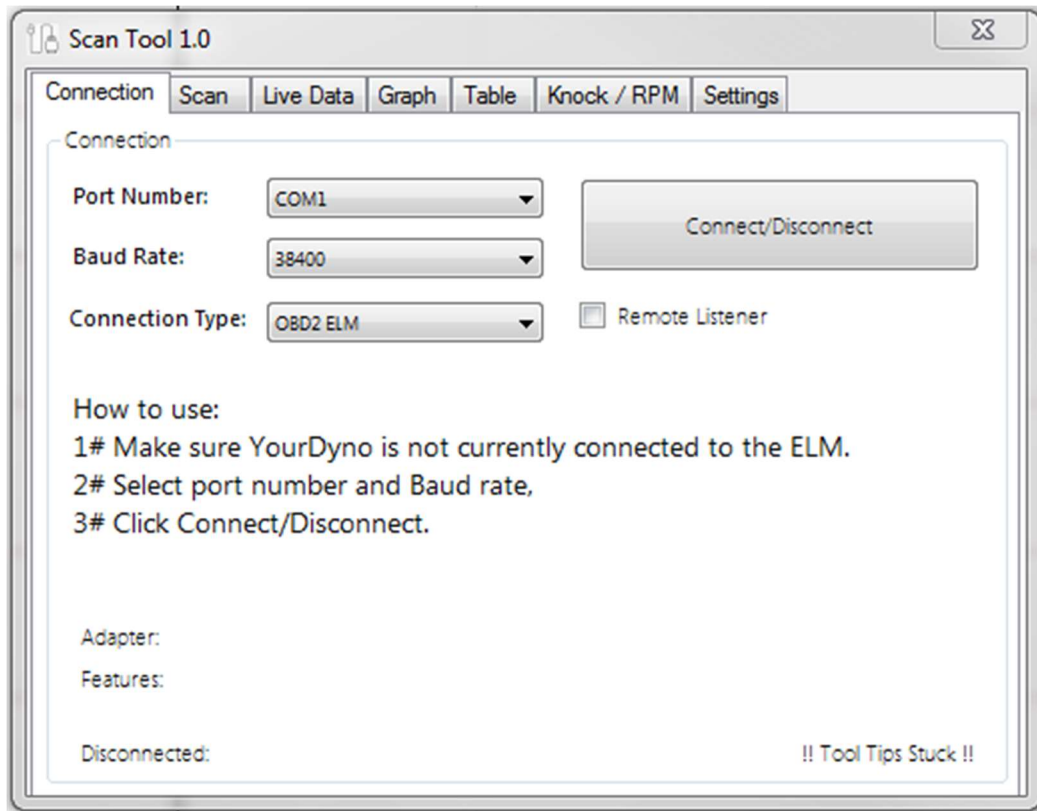 Scan Tool 1.0
Connection Scan Live Data Graph Table Knock / RPM Settings
Connection
Port Number: COM1 Connect/Disconnect
Baud Rate: 38400
Connection Type: OBD2 ELM Remote Listener
How to use:
1# Make sure YourDyno is not currently connected to the ELM.
2# Select port number and Baud rate,
3# Click Connect/Disconnect.
Adapter:
Features:
Disconnected: !! Tool Tips Stuck !!